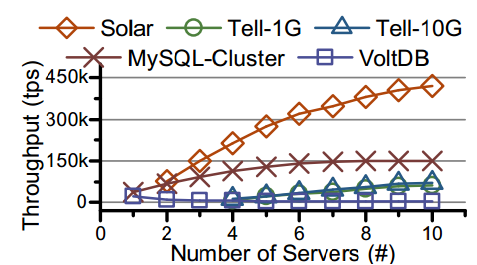 Solar Tell-1G Tell-10G
MySQL-Cluster VoltDB
Throughput (tps)
450k
300k
150k
0
0 2 4 6 8 10
Number of Servers (#)